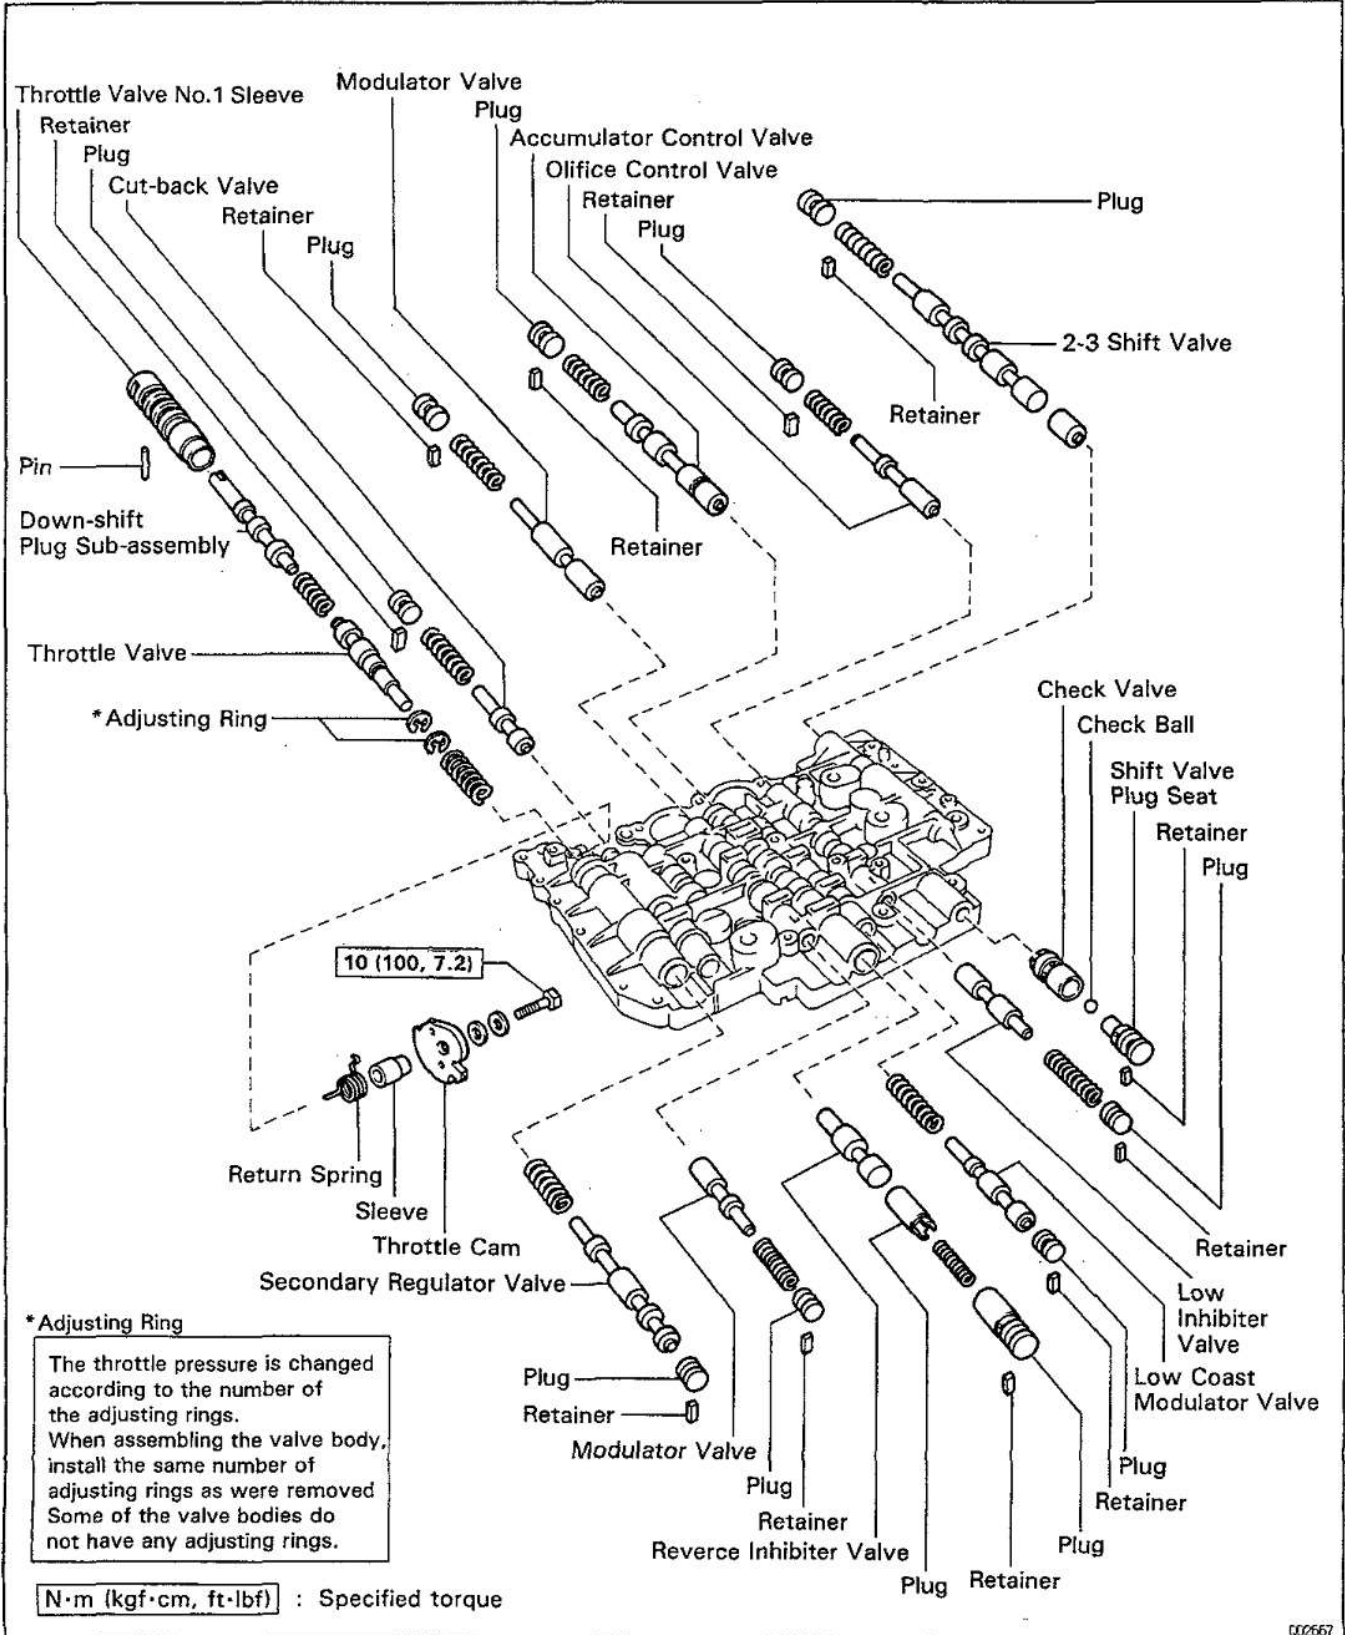 Throttle Valve No.1 Sleeve
Retainer
Plug
Cut-back Valve
Retainer
Plug
Modulator Valve
Plug
Accumulator Control Valve
Olifice Control Valve
Retainer
Plug
Plug
2-3 Shift Valve
Retainer
Retainer
Pin
Down-shift
Plug Sub-assembly
Throttle Valve
*Adjusting Ring
Check Valve
Check Ball
Shift Valve
Plug Seat
Retainer
Plug
10 (100, 7.2)
Return Spring
Sleeve
Throttle Cam
Secondary Regulator Valve
Plug
Retainer
Modulator Valve
Plug
Retainer
Reverce Inhibiter Valve
Plug
Retainer
Plug
Retainer
Plug
Low Coast
Modulator Valve
Low
Inhibiter
Valve
Retainer
*Adjusting Ring
The throttle pressure is changed
according to the number of
the adjusting rings.
When assembling the valve body,
install the same number of
adjusting rings as were removed
Some of the valve bodies do
not have any adjusting rings.
N·m (kgf·cm, ft·lbf) : Specified torque
D02667